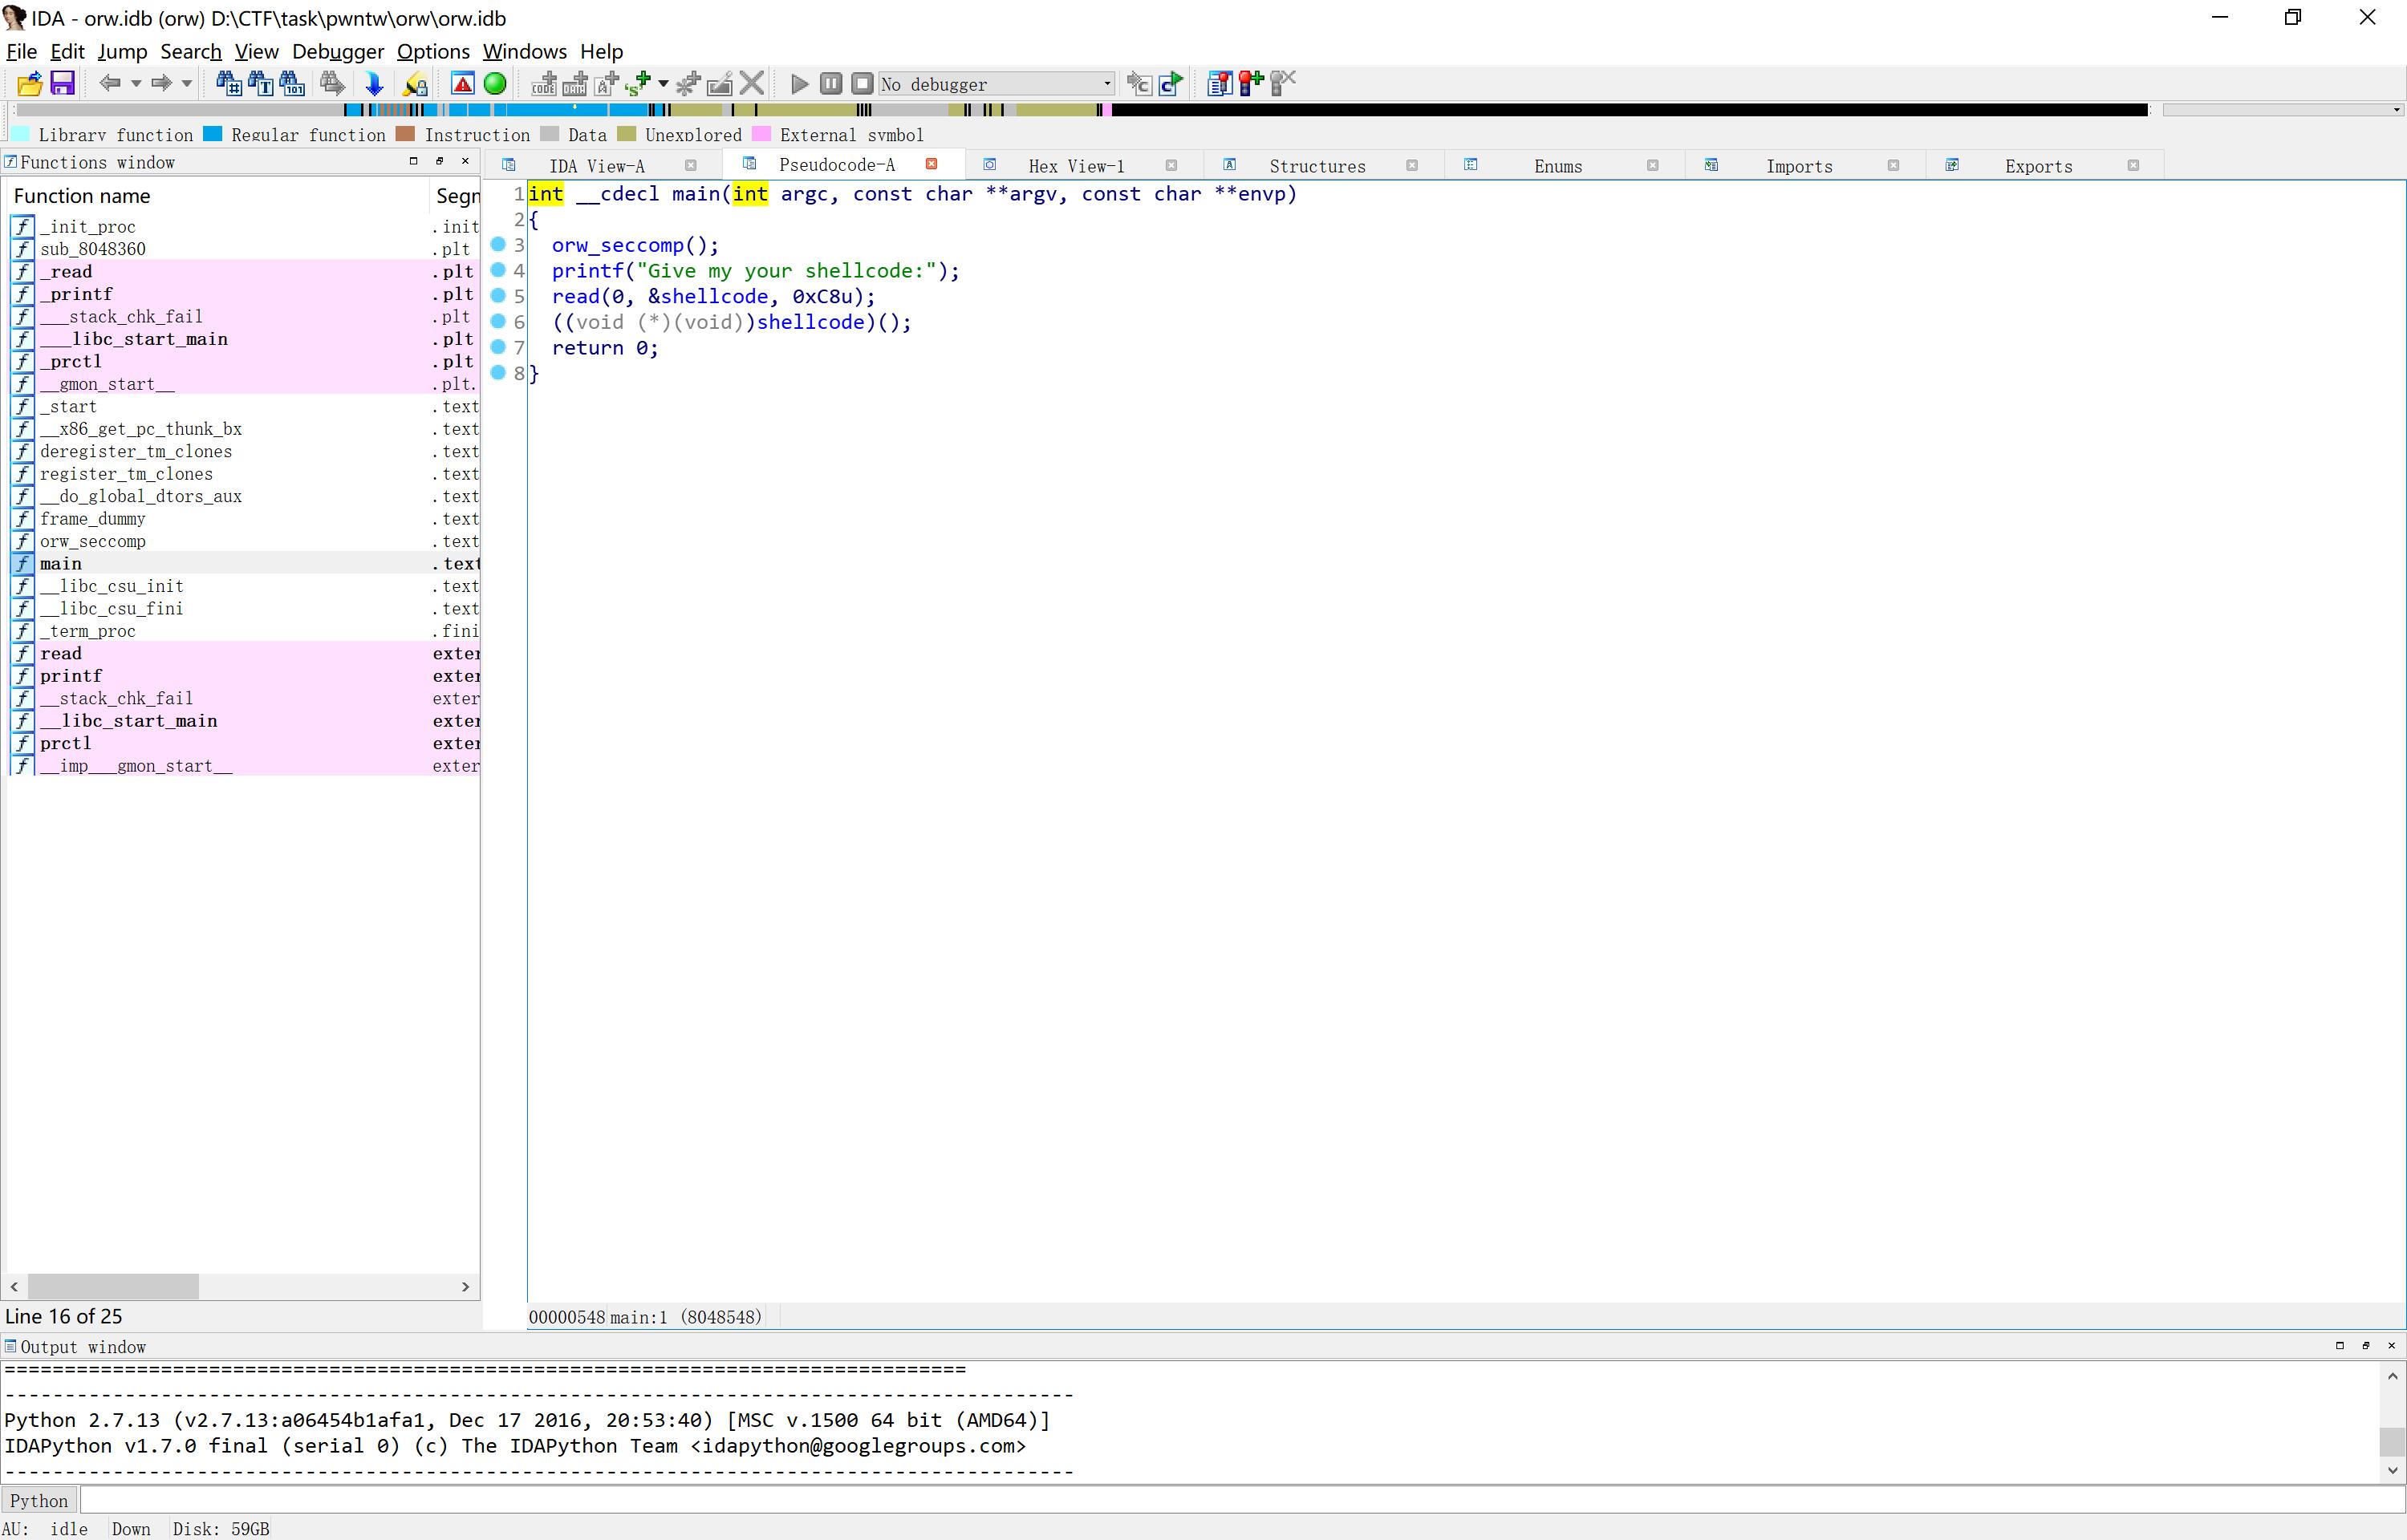 IDA - orw.idb (orw) D:\CTF\task\pwntw\orw\orw.idb
File Edit Jump Search View Debugger Options Windows Help
No debugger
Library function Regular function Instruction Data Unexplored External symbol
Functions window
IDA View-A Pseudocode-A Hex View-1 Structures Enums Imports Exports
Function name Segn
_init_proc .init
sub_8048360 .plt
_read .plt
_printf .plt
___stack_chk_fail .plt
___libc_start_main .plt
_prctl .plt
__gmon_start__ .plt.
_start .text
__x86_get_pc_thunk_bx .text
deregister_tm_clones .text
register_tm_clones .text
__do_global_dtors_aux .text
frame_dummy .text
orw_seccomp .text
main .text
__libc_csu_init .text
__libc_csu_fini .text
_term_proc .fini
read exter
printf exter
__stack_chk_fail exter
__libc_start_main exter
prctl exter
__imp___gmon_start__ exter
Line 16 of 25
1 int __cdecl main(int argc, const char **argv, const char **envp)
2 {
3 orw_seccomp();
4 printf("Give my your shellcode:");
5 read(0, &shellcode, 0xC8u);
6 ((void (*)(void))shellcode)();
7 return 0;
8 }
00000548 main:1 (8048548)
Output window
================================================================================
-----------------------------------------------------------------------------------------
Python 2.7.13 (v2.7.13:a06454b1afa1, Dec 17 2016, 20:53:40) [MSC v.1500 64 bit (AMD64)]
IDAPython v1.7.0 final (serial 0) (c) The IDAPython Team <idapython@googlegroups.com>
-----------------------------------------------------------------------------------------
Python
AU: idle Down Disk: 59GB